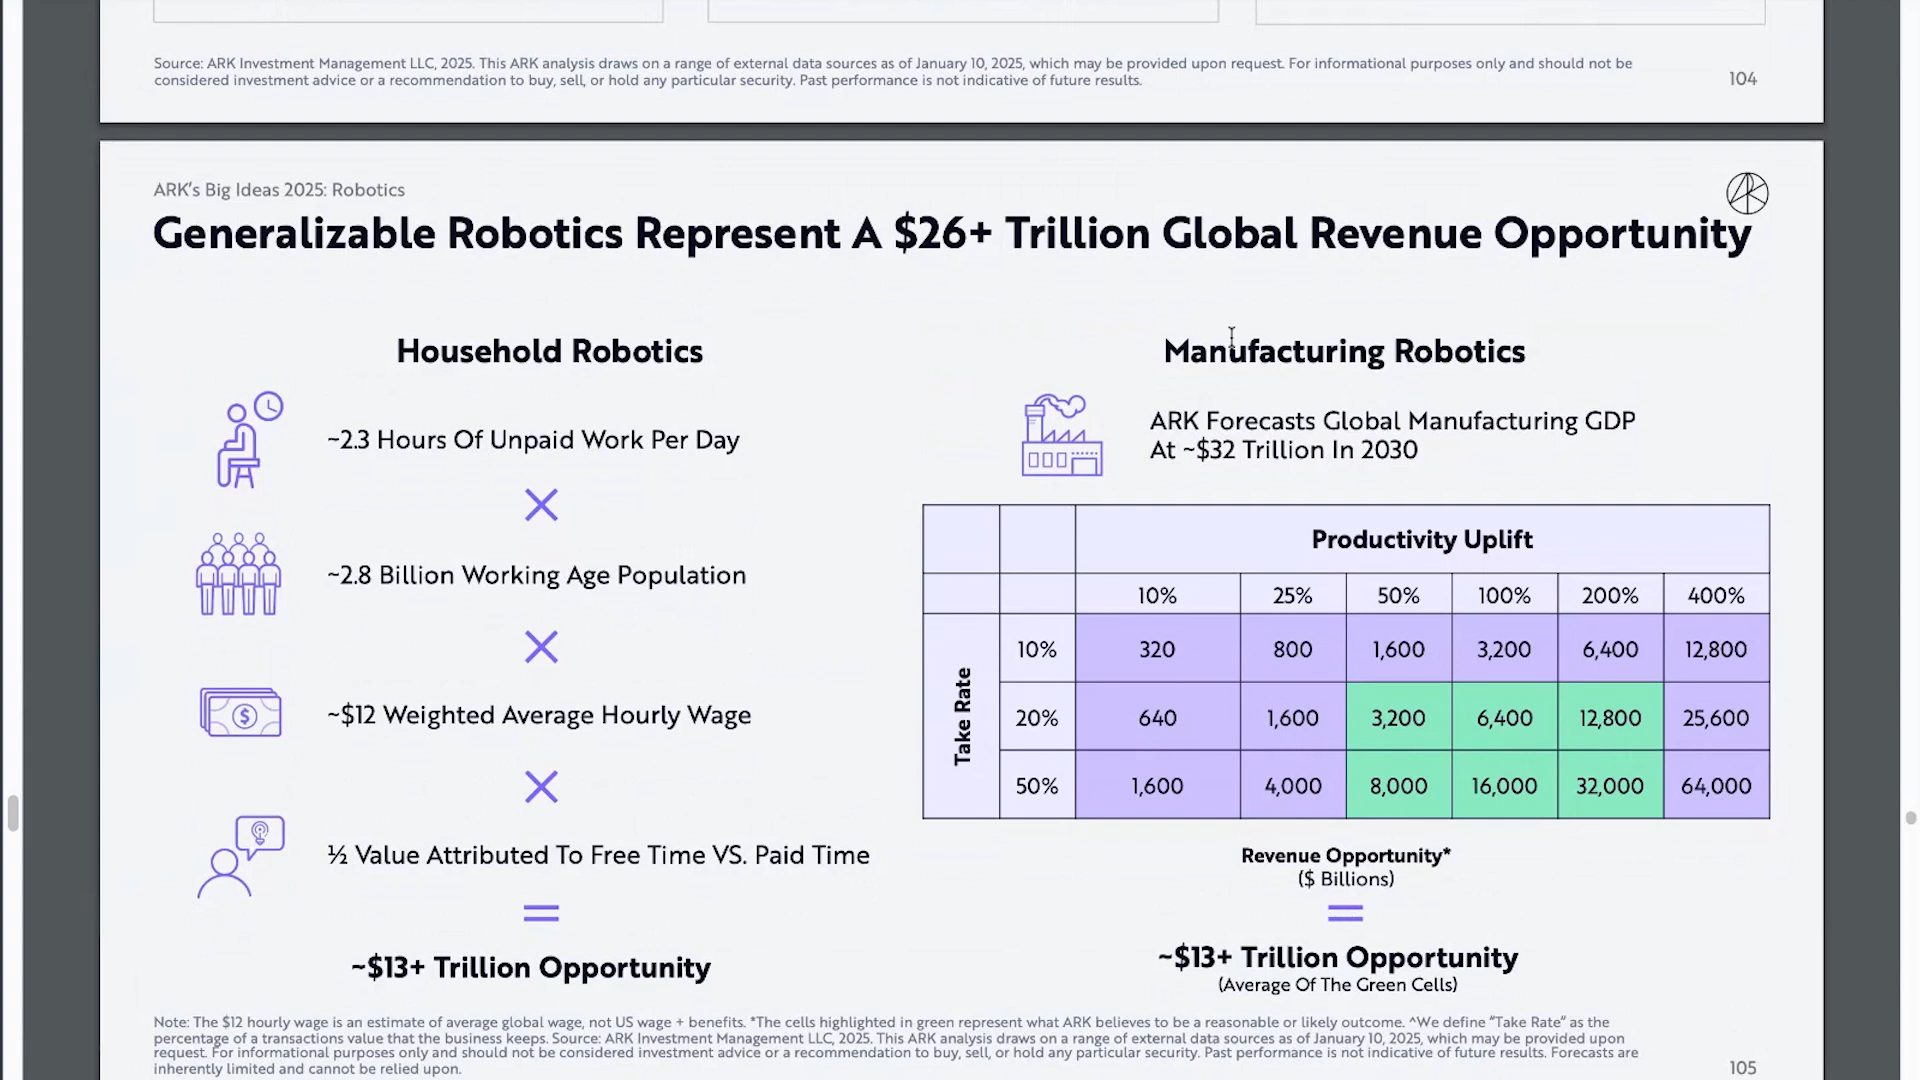 Source: ARK Investment Management LLC, 2025. This ARK analysis draws on a range of external data sources as of January 10, 2025, which may be provided upon request. For informational purposes only and should not be
considered investment advice or a recommendation to buy, sell, or hold any particular security. Past performance is not indicative of future results.
104
ARK's Big Ideas 2025: Robotics
Generalizable Robotics Represent A $26+ Trillion Global Revenue Opportunity
Household Robotics
~2.3 Hours Of Unpaid Work Per Day
×
~2.8 Billion Working Age Population
×
~$12 Weighted Average Hourly Wage
×
½ Value Attributed To Free Time VS. Paid Time
=
~$13+ Trillion Opportunity
Manufacturing Robotics
ARK Forecasts Global Manufacturing GDP
At ~$32 Trillion In 2030
Productivity Uplift
10% 25% 50% 100% 200% 400%
Take Rate
10% 320 800 1,600 3,200 6,400 12,800
20% 640 1,600 3,200 6,400 12,800 25,600
50% 1,600 4,000 8,000 16,000 32,000 64,000
Revenue Opportunity*
($ Billions)
=
~$13+ Trillion Opportunity
(Average Of The Green Cells)
Note: The $12 hourly wage is an estimate of average global wage, not US wage + benefits. *The cells highlighted in green represent what ARK believes to be a reasonable or likely outcome. ^We define “Take Rate” as the
percentage of a transactions value that the business keeps. Source: ARK Investment Management LLC, 2025. This ARK analysis draws on a range of external data sources as of January 10, 2025, which may be provided upon
request. For informational purposes only and should not be considered investment advice or a recommendation to buy, sell, or hold any particular security. Past performance is not indicative of future results. Forecasts are
inherently limited and cannot be relied upon.
105